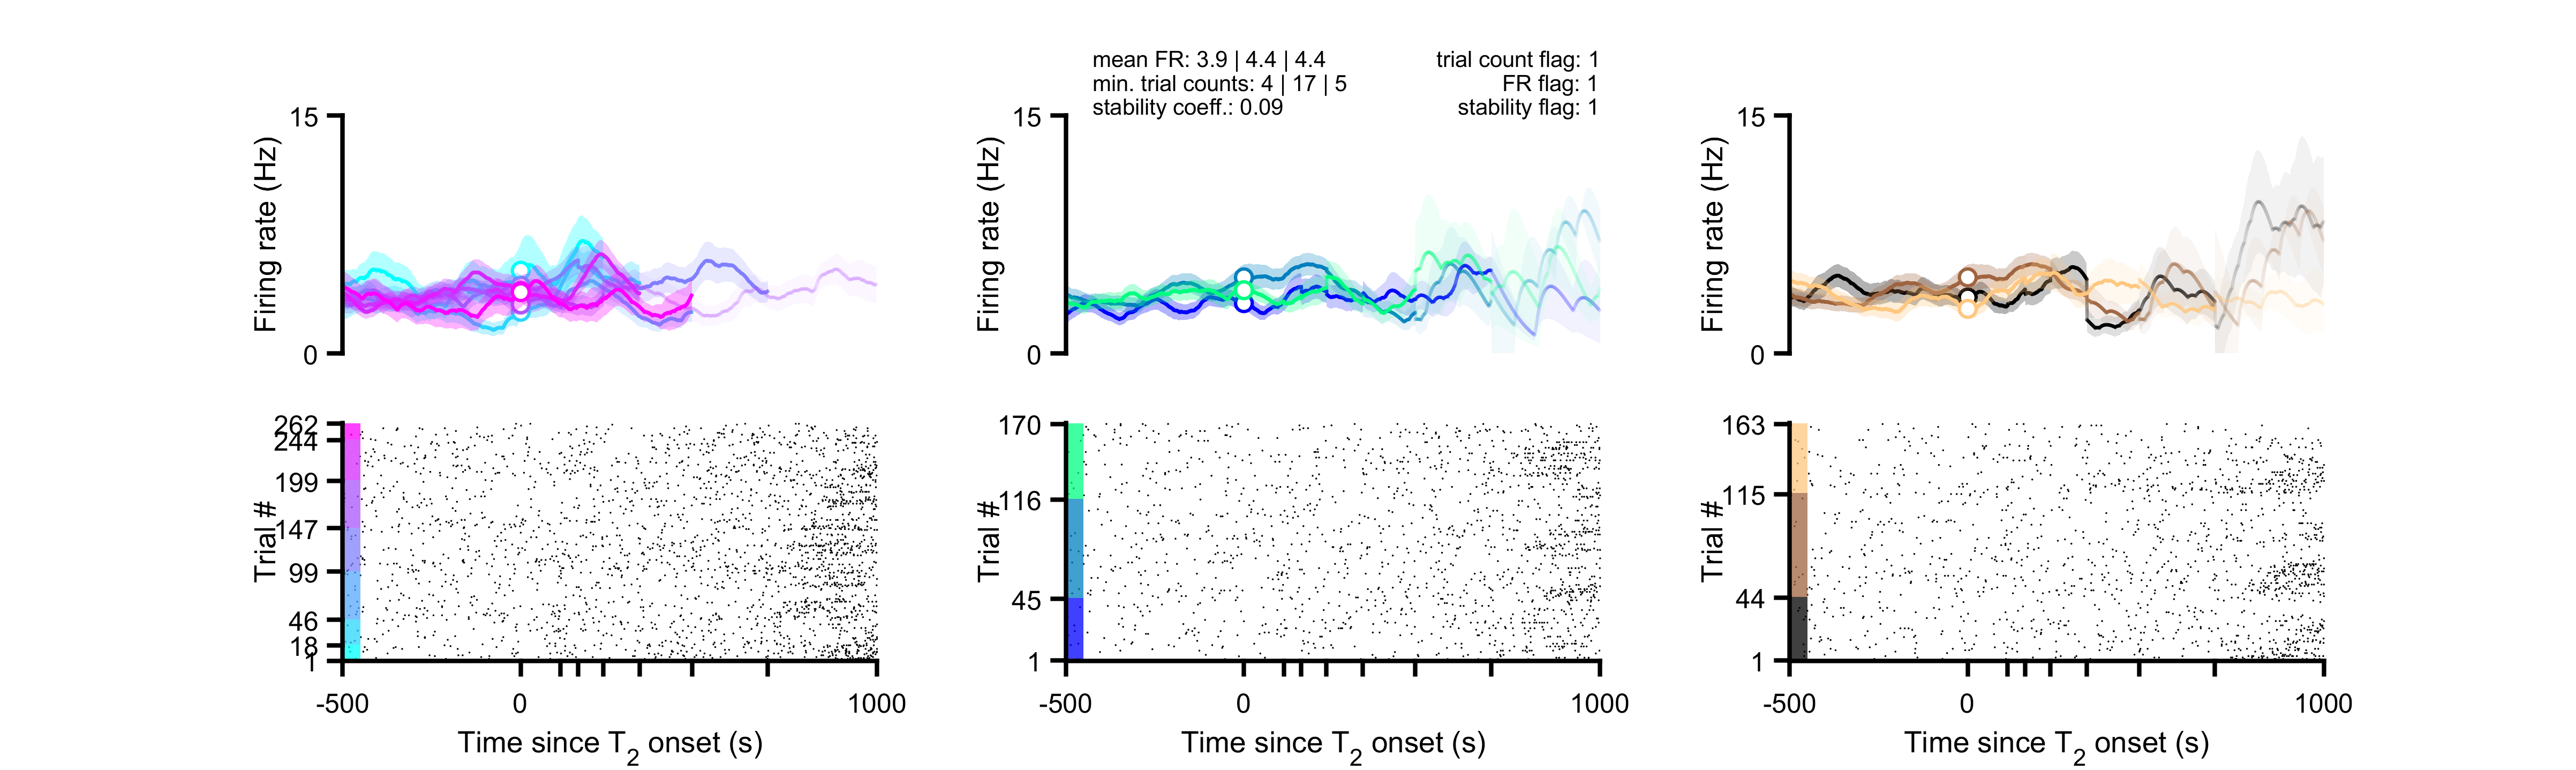 mean FR: 3.9 | 4.4 | 4.4
min. trial counts: 4 | 17 | 5
stability coeff.: 0.09
trial count flag: 1
FR flag: 1
stability flag: 1
15
Firing rate (Hz)
0
15
Firing rate (Hz)
0
15
Firing rate (Hz)
0
262
244
199
147
99
46
18
1
Trial #
-500
0
1000
Time since T2 onset (s)
170
116
45
1
Trial #
-500
0
1000
Time since T2 onset (s)
163
115
44
1
Trial #
-500
0
1000
Time since T2 onset (s)